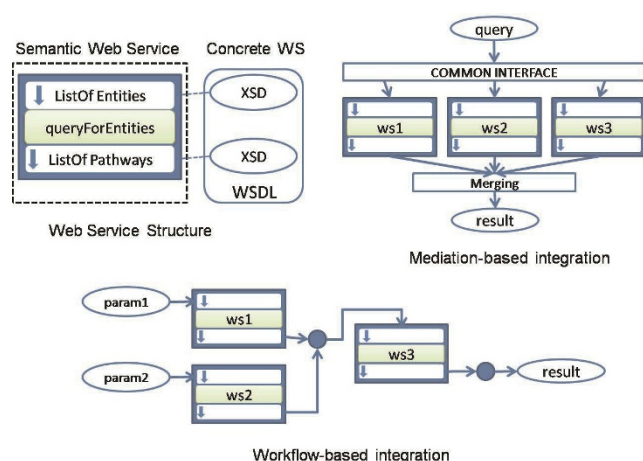 Semantic Web Service
Concrete WS
ListOf Entities
XSD
queryForEntities
ListOf Pathways
XSD
WSDL
Web Service Structure
query
COMMON INTERFACE
ws1
ws2
ws3
Merging
result
Mediation-based integration
param1
ws1
param2
ws2
ws3
result
Workflow-based integration